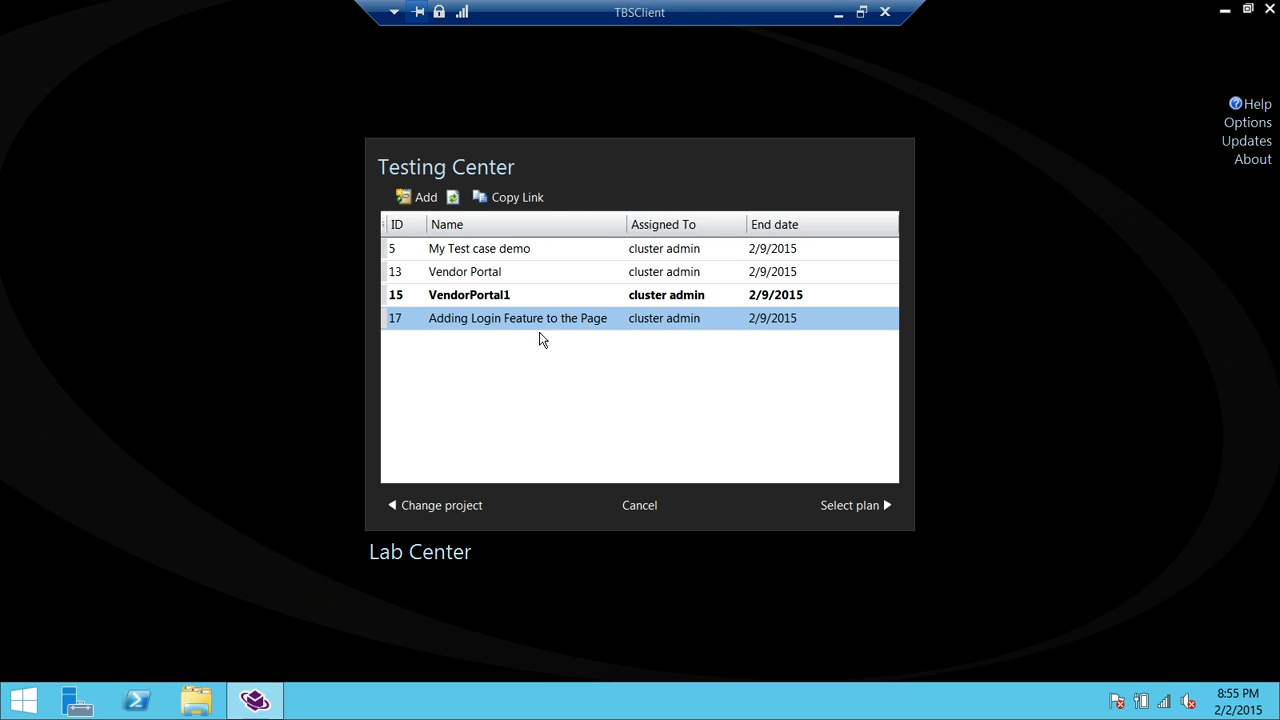 TBSClient
Help
Options
Updates
About
Testing Center
Add Copy Link
ID Name Assigned To End date
5 My Test case demo cluster admin 2/9/2015
13 Vendor Portal cluster admin 2/9/2015
15 VendorPortal1 cluster admin 2/9/2015
17 Adding Login Feature to the Page cluster admin 2/9/2015
Change project Cancel Select plan
Lab Center
8:55 PM
2/2/2015